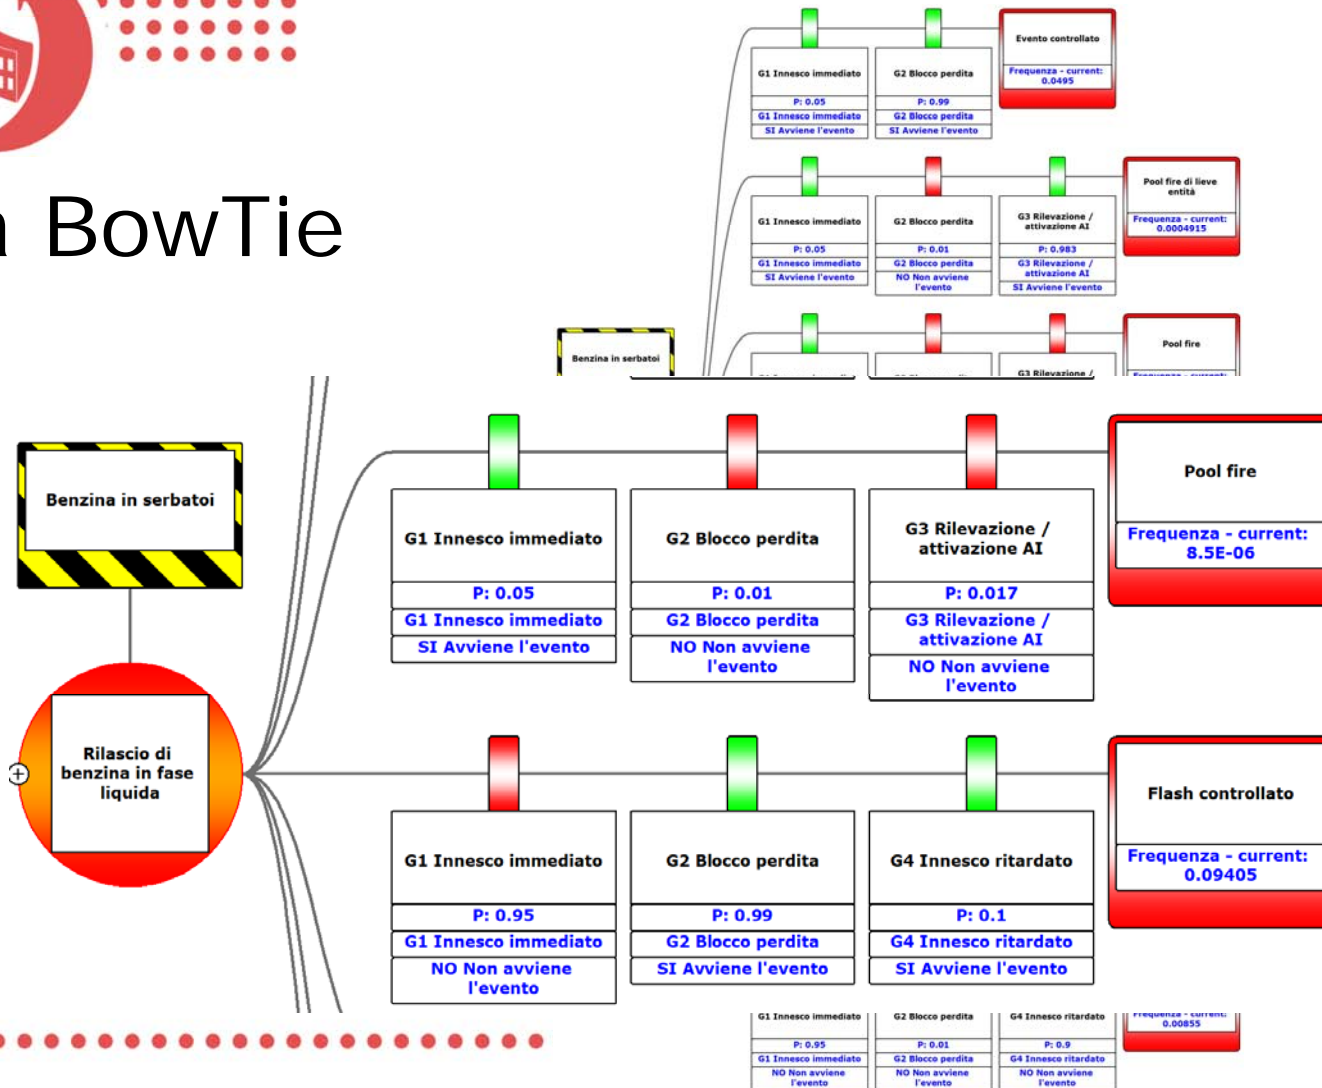 BowTie
Evento controllato
Frequenza - current:
0.0495
G1 Innesco immediato
P: 0.05
G1 Innesco immediato
SI Avviene l'evento
G2 Blocco perdita
P: 0.99
G2 Blocco perdita
SI Avviene l'evento
Pool fire di lieve
entità
Frequenza - current:
0.0004915
G1 Innesco immediato
P: 0.05
G1 Innesco immediato
SI Avviene l'evento
G2 Blocco perdita
P: 0.01
G2 Blocco perdita
NO Non avviene
l'evento
G3 Rilevazione /
attivazione AI
P: 0.983
G3 Rilevazione /
attivazione AI
SI Avviene l'evento
Benzina in serbatoi
Pool fire
G3 Rilevazione /
Frequenza - current:
Benzina in serbatoi
Rilascio di
benzina in fase
liquida
G1 Innesco immediato
P: 0.05
G1 Innesco immediato
SI Avviene l'evento
G2 Blocco perdita
P: 0.01
G2 Blocco perdita
NO Non avviene
l'evento
G3 Rilevazione /
attivazione AI
P: 0.017
G3 Rilevazione /
attivazione AI
NO Non avviene
l'evento
Pool fire
Frequenza - current:
8.5E-06
G1 Innesco immediato
P: 0.95
G1 Innesco immediato
NO Non avviene
l'evento
G2 Blocco perdita
P: 0.99
G2 Blocco perdita
SI Avviene l'evento
G4 Innesco ritardato
P: 0.1
G4 Innesco ritardato
SI Avviene l'evento
Flash controllato
Frequenza - current:
0.09405
G1 Innesco immediato
P: 0.95
G1 Innesco immediato
NO Non avviene
l'evento
G2 Blocco perdita
P: 0.01
G2 Blocco perdita
NO Non avviene
l'evento
G4 Innesco ritardato
P: 0.9
G4 Innesco ritardato
NO Non avviene
l'evento
Frequenza - current:
0.00855